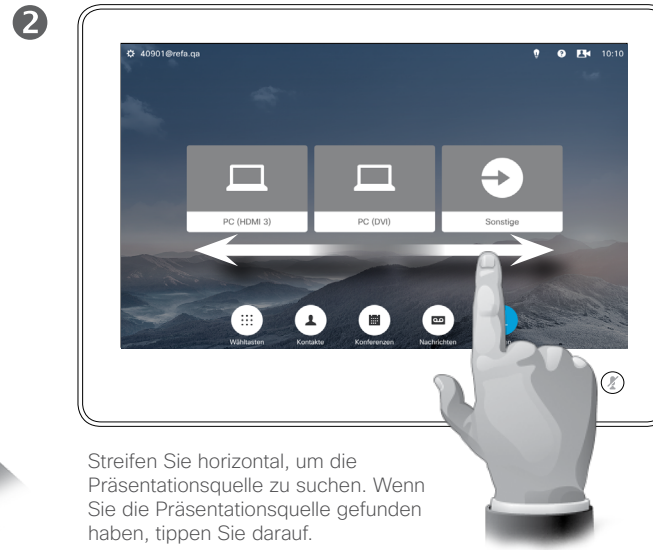 2
40901@refa.qa
10:10
PC (HDMI 3)
PC (DVI)
Sonstige
Wähltasten
Kontakte
Konferenzen
Nachrichten
Streifen Sie horizontal, um die
Präsentationsquelle zu suchen. Wenn
Sie die Präsentationsquelle gefunden
haben, tippen Sie darauf.